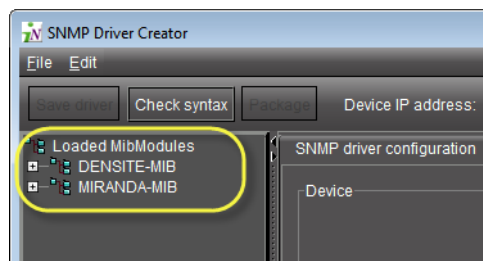 SNMP Driver Creator
File Edit
Save driver Check syntax Package Device IP address:
Loaded MibModules
DENSITE-MIB
MIRANDA-MIB
SNMP driver configuration
Device